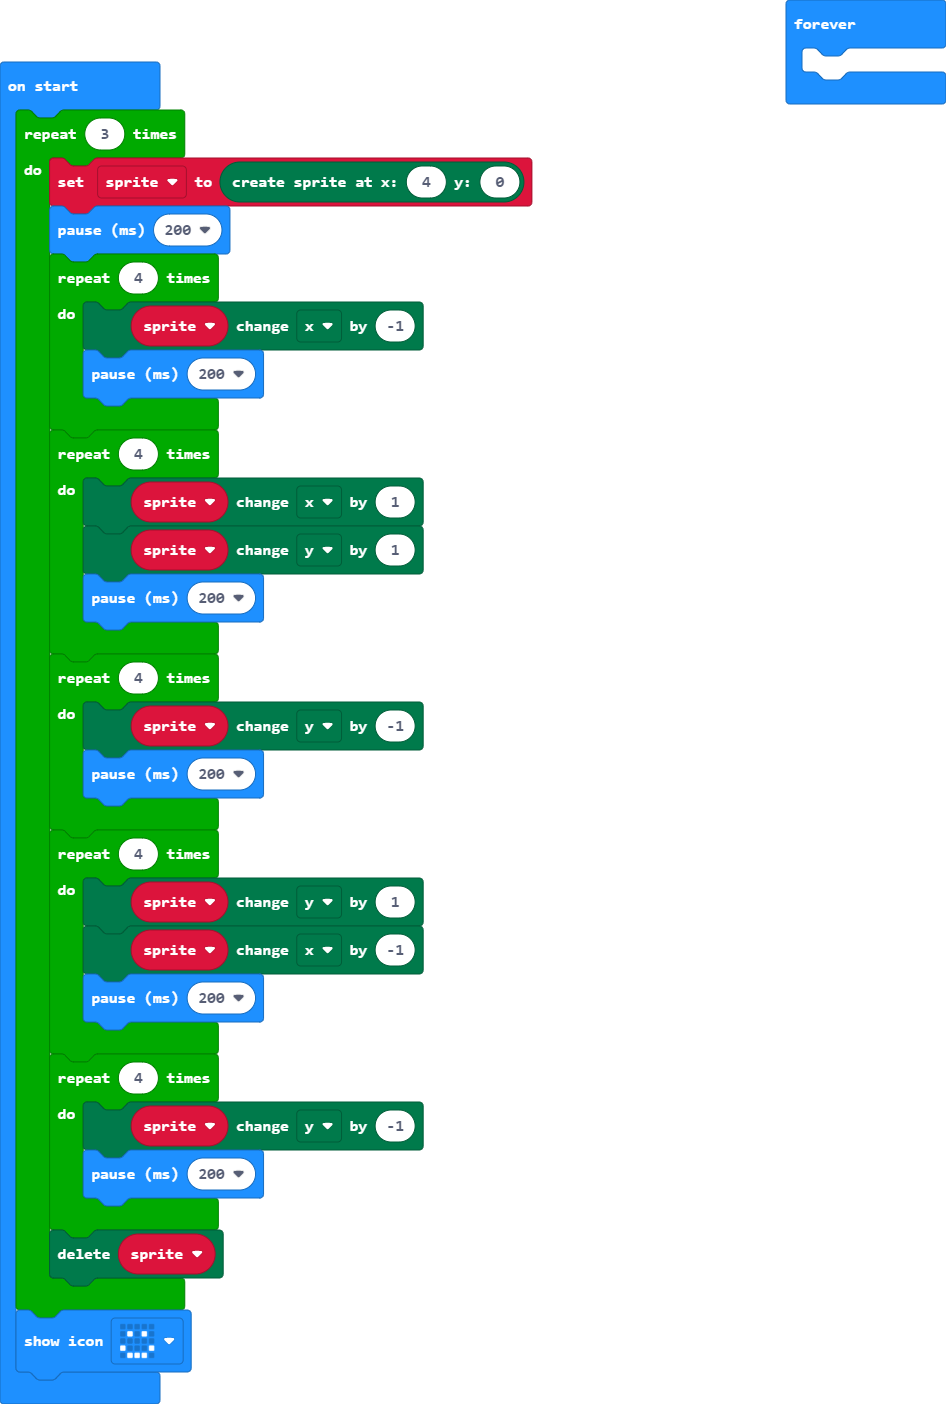 forever
on start
repeat 3 times
do set sprite to create sprite at x: 4 y: 0
pause (ms) 200
repeat 4 times
do sprite change x by -1
pause (ms) 200
repeat 4 times
do sprite change x by 1
sprite change y by 1
pause (ms) 200
repeat 4 times
do sprite change y by -1
pause (ms) 200
repeat 4 times
do sprite change y by 1
sprite change x by -1
pause (ms) 200
repeat 4 times
do sprite change y by -1
pause (ms) 200
delete sprite
show icon